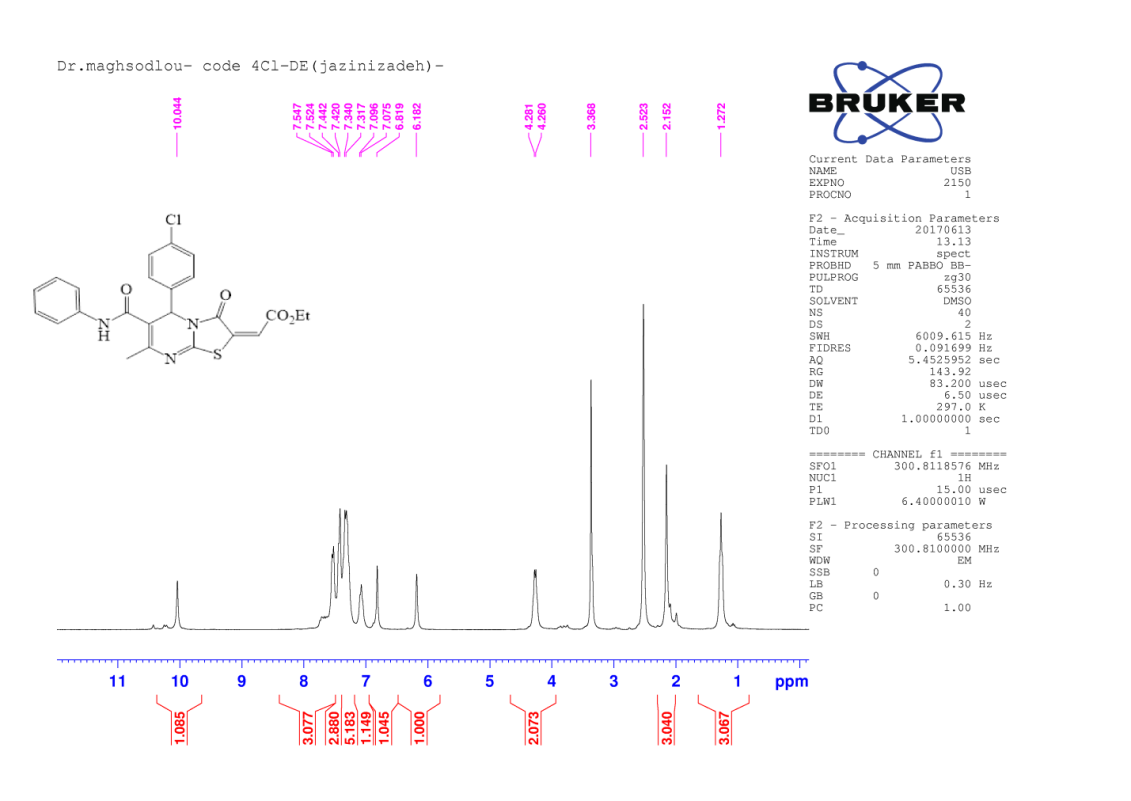 Dr.maghsodlou- code 4Cl-DE(jazinizadeh)-
10.044
7.547
7.524
7.442
7.420
7.340
7.317
7.096
7.075
6.819
6.182
4.281
4.260
3.368
2.523
2.152
1.272
BRUKER
Current Data Parameters
NAME USB
EXPNO 2150
PROCNO 1
F2 - Acquisition Parameters
Date_ 20170613
Time 13.13
INSTRUM spect
PROBHD 5 mm PABBO BB-
PULPROG zg30
TD 65536
SOLVENT DMSO
NS 40
DS 2
SWH 6009.615 Hz
FIDRES 0.091699 Hz
AQ 5.4525952 sec
RG 143.92
DW 83.200 usec
DE 6.50 usec
TE 297.0 K
D1 1.00000000 sec
TD0 1
======== CHANNEL f1 ========
SFO1 300.8118576 MHz
NUC1 1H
P1 15.00 usec
PLW1 6.40000010 W
F2 - Processing parameters
SI 65536
SF 300.8100000 MHz
WDW EM
SSB 0
LB 0.30 Hz
GB 0
PC 1.00
Cl
O
O
N
H
N
CO₂Et
N
S
11 10 9 8 7 6 5 4 3 2 1 ppm
1.085
3.077
2.880
5.183
1.149
1.045
1.000
2.073
3.040
3.067